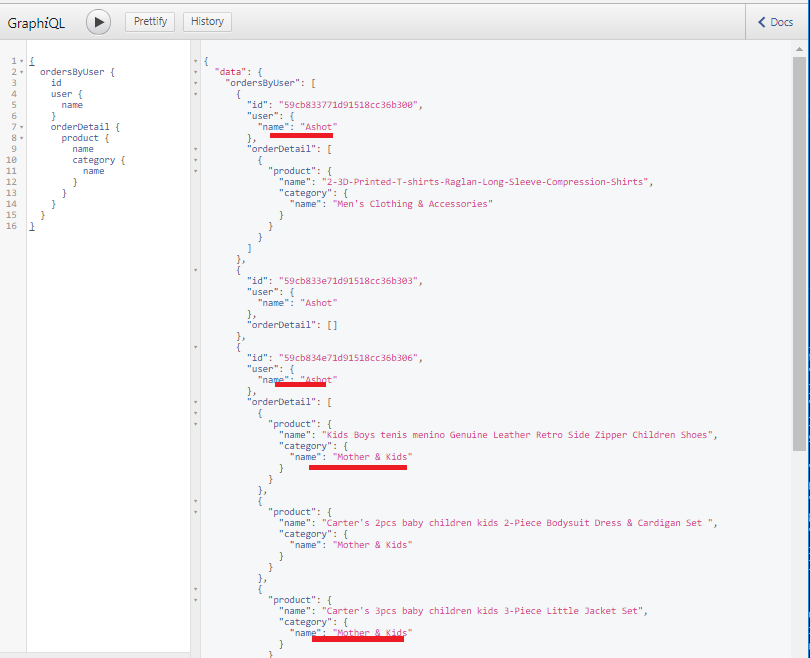 GraphiQL Prettify History Docs
1 {
2 ordersByUser {
3 id
4 user {
5 name
6 }
7 orderDetail {
8 product {
9 name
10 category {
11 name
12 }
13 }
14 }
15 }
16 }
{
"data": {
"ordersByUser": [
{
"id": "59cb833771d91518cc36b300",
"user": {
"name": "Ashot"
},
"orderDetail": [
{
"product": {
"name": "2-3D-Printed-T-shirts-Raglan-Long-Sleeve-Compression-Shirts",
"category": {
"name": "Men's Clothing & Accessories"
}
}
}
]
},
{
"id": "59cb833e71d91518cc36b303",
"user": {
"name": "Ashot"
},
"orderDetail": []
},
{
"id": "59cb834e71d91518cc36b306",
"user": {
"name": "Ashot"
},
"orderDetail": [
{
"product": {
"name": "Kids Boys tenis menino Genuine Leather Retro Side Zipper Children Shoes",
"category": {
"name": "Mother & Kids"
}
}
},
{
"product": {
"name": "Carter's 2pcs baby children kids 2-Piece Bodysuit Dress & Cardigan Set ",
"category": {
"name": "Mother & Kids"
}
}
},
{
"product": {
"name": "Carter's 3pcs baby children kids 3-Piece Little Jacket Set",
"category": {
"name": "Mother & Kids"
}
}